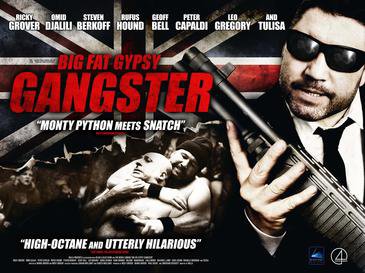 RICKY OMID STEVEN RUFUS GEOFF PETER LEO AND
GROVER DJALILI BERKOFF HOUND BELL CAPALDI GREGORY TULISA
BIG FAT GYPSY
GANGSTER
"MONTY PYTHON MEETS SNATCH"
"HIGH-OCTANE AND UTTERLY HILARIOUS"
4